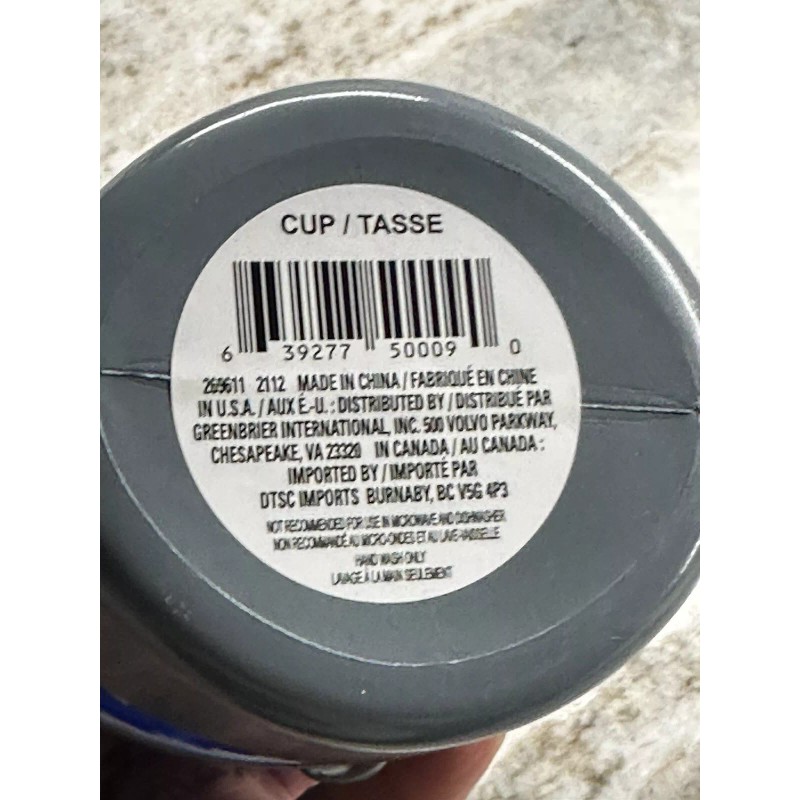 CUP / TASSE
6 39277 50009 0
269611 2112 MADE IN CHINA / FABRIQUÉ EN CHINE
IN U.S.A. / AUX É.-U. : DISTRIBUTED BY / DISTRIBUÉ PAR
GREENBRIER INTERNATIONAL, INC. 500 VOLVO PARKWAY,
CHESAPEAKE, VA 23320 IN CANADA / AU CANADA :
IMPORTED BY / IMPORTÉ PAR
DTSC IMPORTS BURNABY, BC V5G 4P3
NOT RECOMMENDED FOR USE IN MICROWAVE AND DISHWASHER
NON RECOMMANDÉ AU MICRO-ONDES ET AU LAVE-VAISSELLE
HAND WASH ONLY
LAVAGE À LA MAIN SEULEMENT